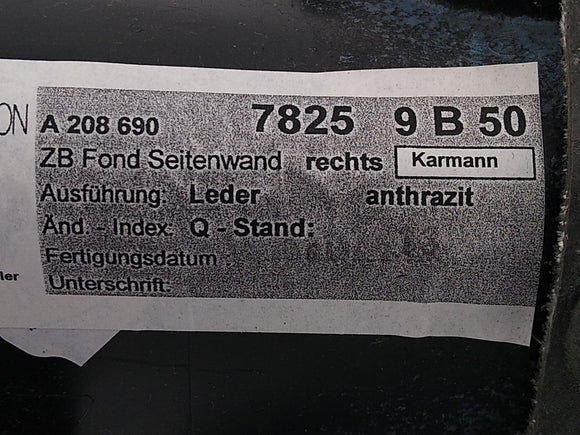 ON A 208 690 7825 9 B 50
ZB Fond Seitenwand rechts Karmann
Ausführung: Leder anthrazit
Änd. - Index: Q - Stand:
Fertigungsdatum :
ler Unterschrift: